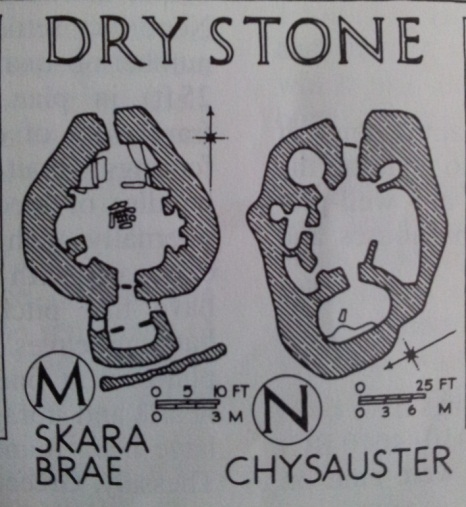 DRY STONE
M
SKARA
BRAE
0 5 10 FT
0 3 M
N
CHYSAUSTER
0 25 FT
0 3 6 M